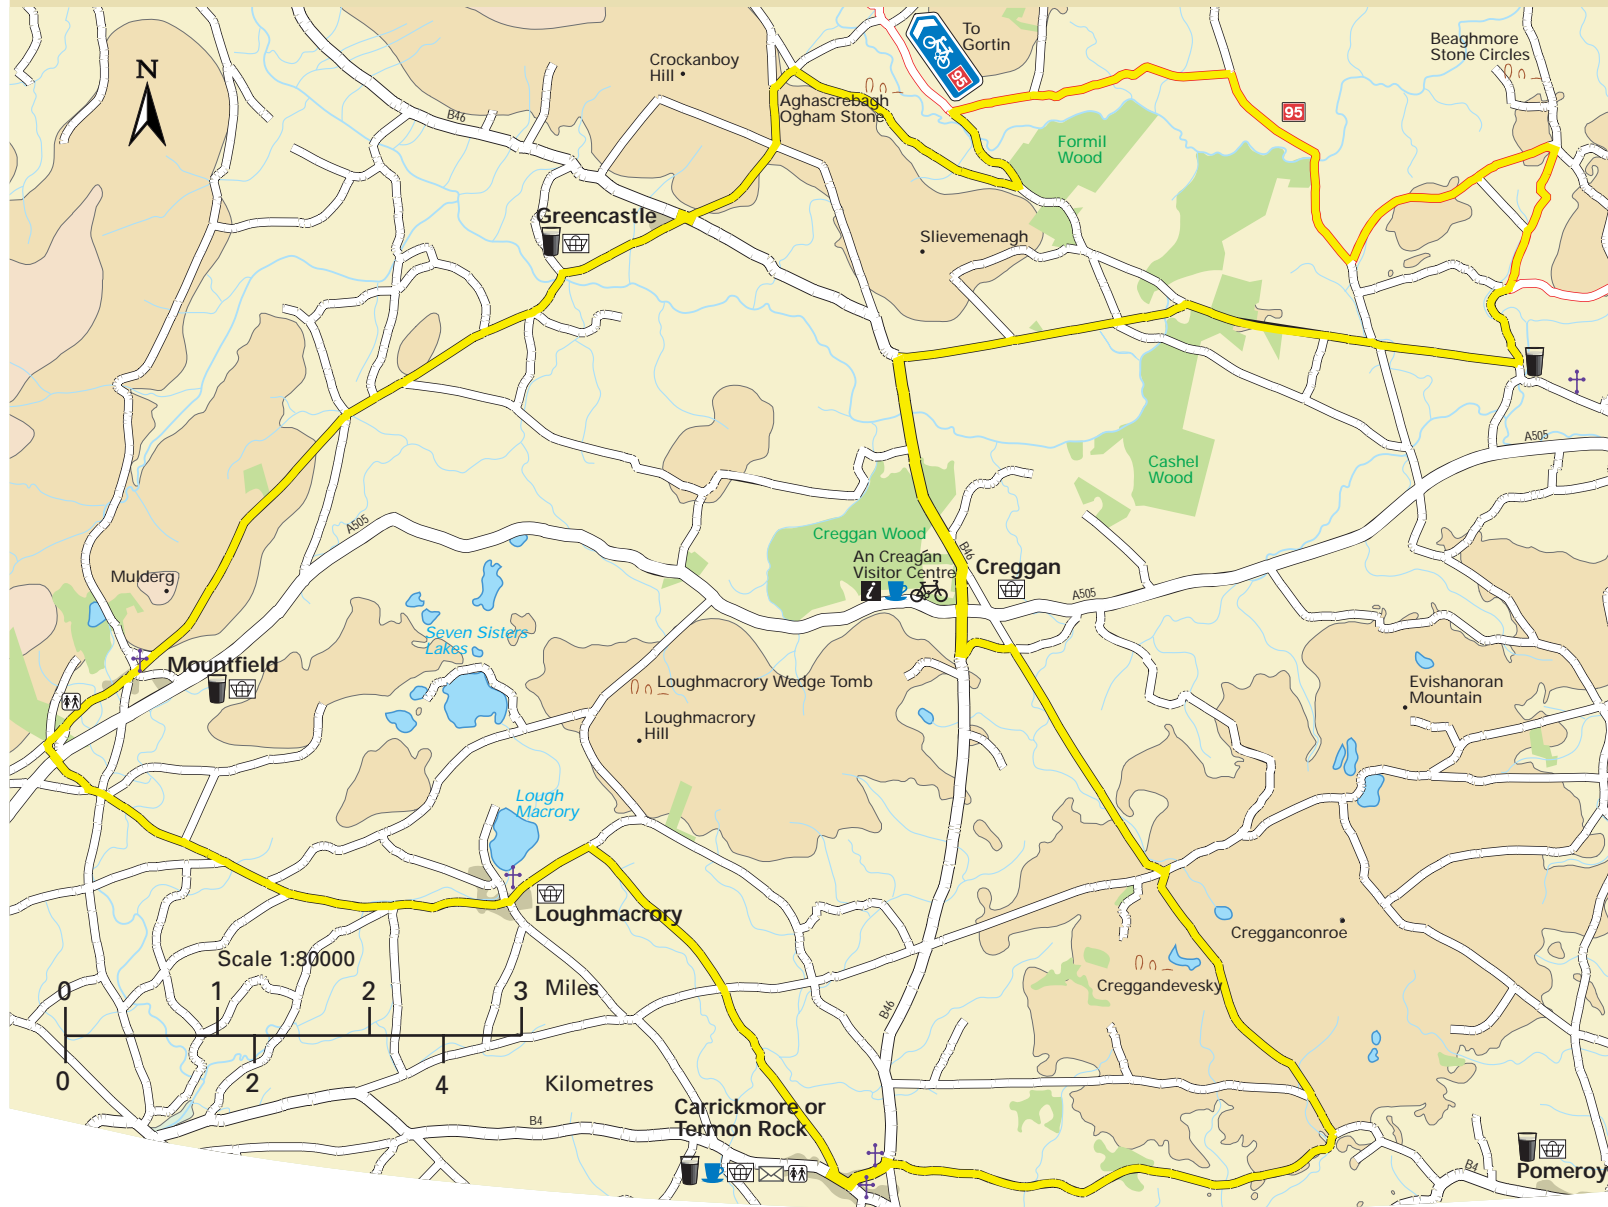 N
B46
Crockanboy
Hill
To
Gortin
95
Beaghmore
Stone Circles
Aghascrebagh
Ogham Stone
95
Formil
Wood
Greencastle
Slievemenagh
A505
Cashel
Wood
A505
Creggan Wood
An Creagan
Visitor Centre
i
B46
Creggan
A505
Mulderg
Seven Sisters
Lakes
Mountfield
Loughmacrory Wedge Tomb
Loughmacrory
Hill
Evishanoran
Mountain
Lough
Macrory
Loughmacrory
Cregganconroe
Creggandevesky
Scale 1:80000
0 1 2 3 Miles
0 2 4 Kilometres
B46
Carrickmore or
Termon Rock
B4
B4
Pomeroy